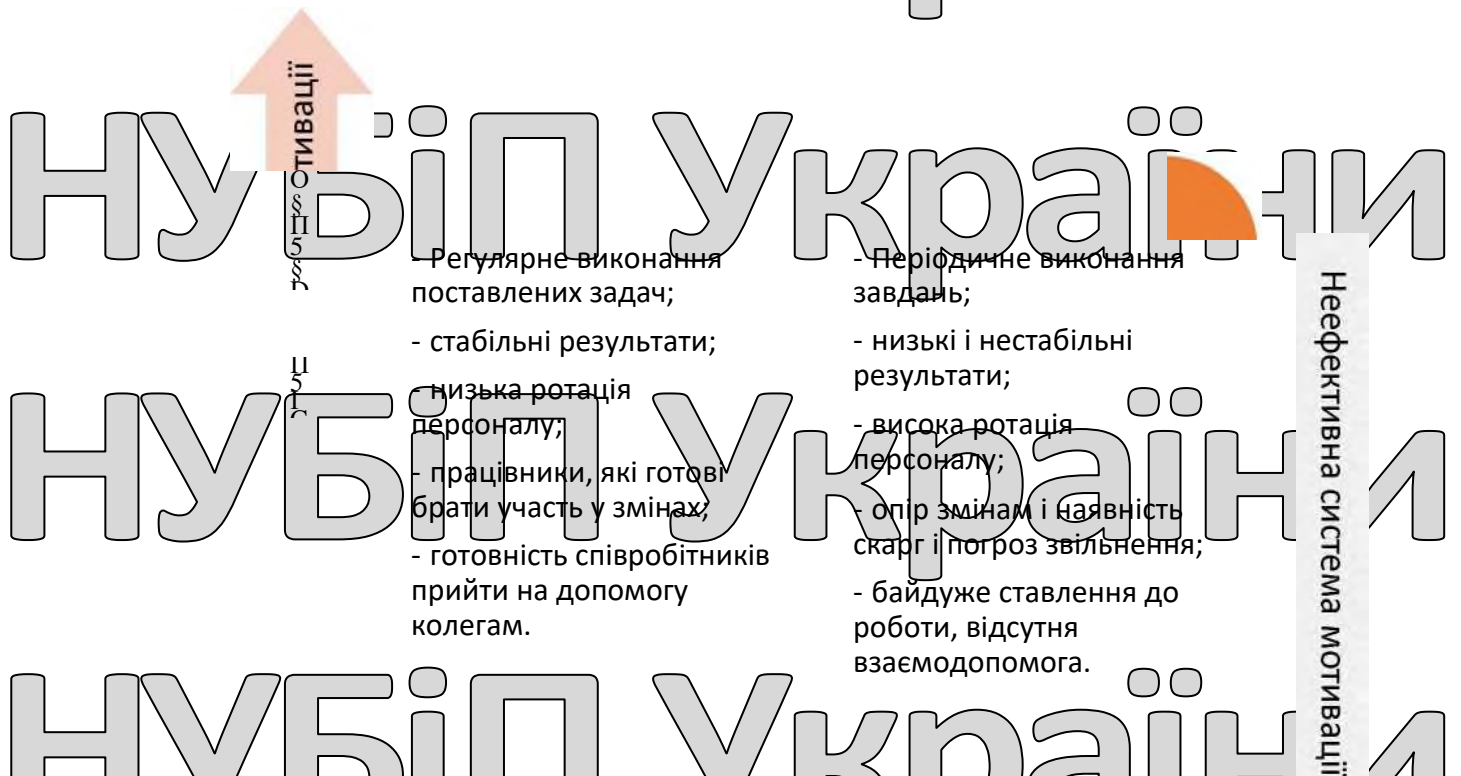 тивації
НУБіП України
- Регулярне виконання
поставлених задач;
- стабільні результати;
- низька ротація
персоналу;
- працівники, які готові
брати участь у змінах;
- готовність співробітників
прийти на допомогу
колегам.
- Періодичне виконання
завдань;
- низькі і нестабільні
результати;
- висока ротація
персоналу;
- опір змінам і наявність
скарг і погроз звільнення;
- байдуже ставлення до
роботи, відсутня
взаємодопомога.
Неефективна система мотивації
НУБіП України
НУБіП України